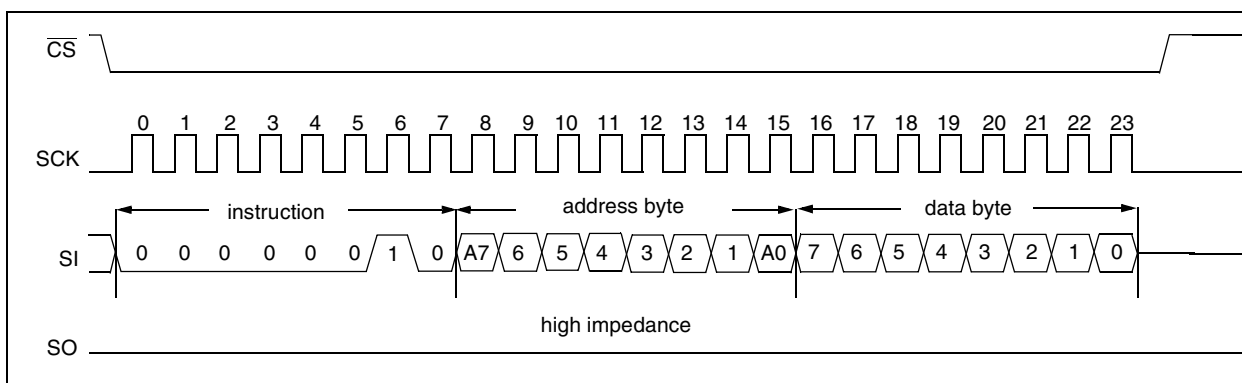 CS
0 1 2 3 4 5 6 7 8 9 10 11 12 13 14 15 16 17 18 19 20 21 22 23
SCK
instruction address byte data byte
SI 0 0 0 0 0 0 1 0 A7 6 5 4 3 2 1 A0 7 6 5 4 3 2 1 0
high impedance
SO